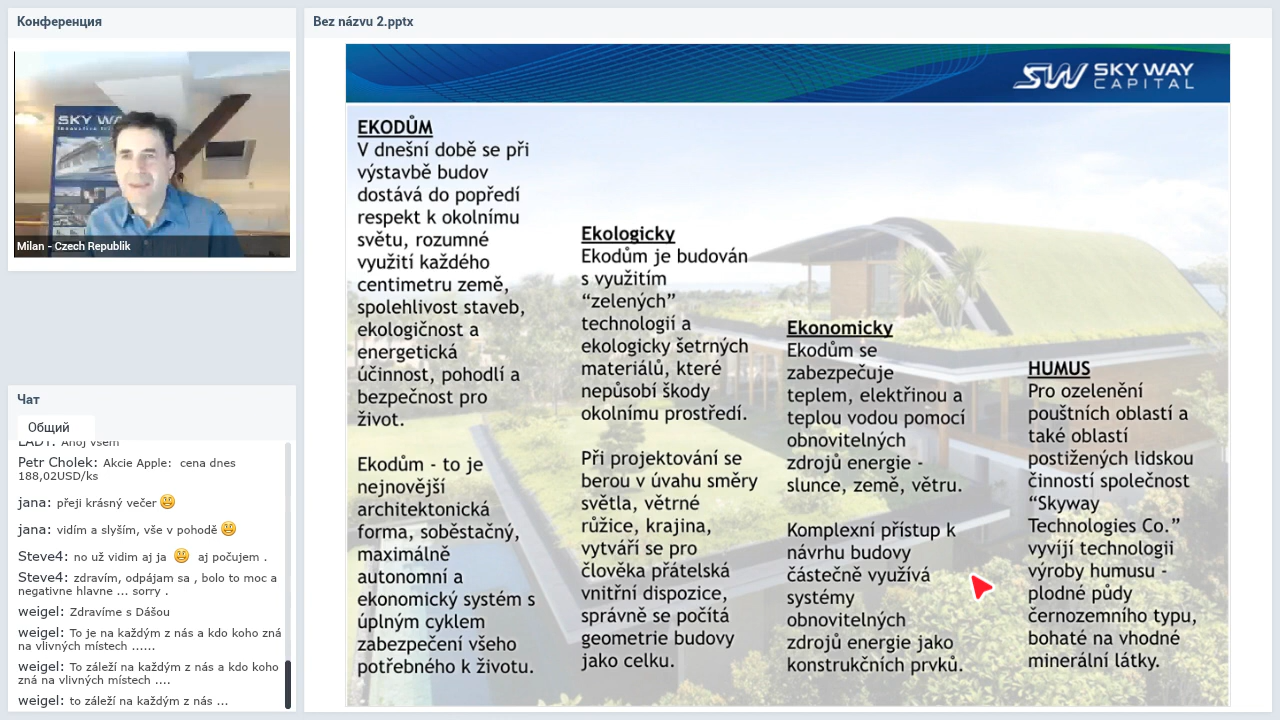 Конференция
SKY WA
Milan - Czech Republik
Чат
Общий
LADI: Ahoj všem
Petr Cholek: Akcie Apple: cena dnes
188,02USD/ks
jana: přeji krásný večer
jana: vidím a slyším, vše v pohodě
Steve4: no už vidim aj ja aj počujem .
Steve4: zdravím, odpájam sa , bolo to moc a
negativne hlavne ... sorry .
weigel: Zdravíme s Dášou
weigel: To je na každým z nás a kdo koho zná
na vlivných místech ......
weigel: To záleží na každým z nás a kdo koho
zná na vlivných místech ....
weigel: to záleží na každým z nás ...
Bez názvu 2.pptx
SW SKY WAY
CAPITAL
EKODŮM
V dnešní době se při
výstavbě budov
dostává do popředí
respekt k okolnímu
světu, rozumné
využití každého
centimetru země,
spolehlivost staveb,
ekologičnost a
energetická
účinnost, pohodlí a
bezpečnost pro
život.
Ekodům - to je
nejnovější
architektonická
forma, soběstačný,
maximálně
autonomní a
ekonomický systém s
úplným cyklem
zabezpečení všeho
potřebného k životu.
Ekologicky
Ekodům je budován
s využitím
“zelených”
technologií a
ekologicky šetrných
materiálů, které
nepůsobí škody
okolnímu prostředí.
Při projektování se
berou v úvahu směry
světla, větrné
růžice, krajina,
vytváří se pro
člověka přátelská
vnitřní dispozice,
správně se počítá
geometrie budovy
jako celku.
Ekonomicky
Ekodům se
zabezpečuje
teplem, elektřinou a
teplou vodou pomocí
obnovitelných
zdrojů energie -
slunce, země, větru.
Komplexní přístup k
návrhu budovy
částečně využívá
systémy
obnovitelných
zdrojů energie jako
konstrukčních prvků.
HUMUS
Pro ozelenění
pouštních oblastí a
také oblastí
postižených lidskou
činností společnost
“Skyway
Technologies Co.”
vyvíjí technologii
výroby humusu -
plodné půdy
černozemního typu,
bohaté na vhodné
minerální látky.